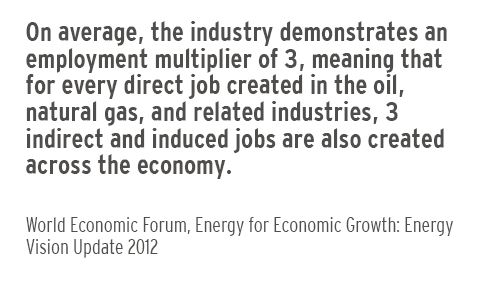 On average, the industry demonstrates an
employment multiplier of 3, meaning that
for every direct job created in the oil,
natural gas, and related industries, 3
indirect and induced jobs are also created
across the economy.
World Economic Forum, Energy for Economic Growth: Energy
Vision Update 2012